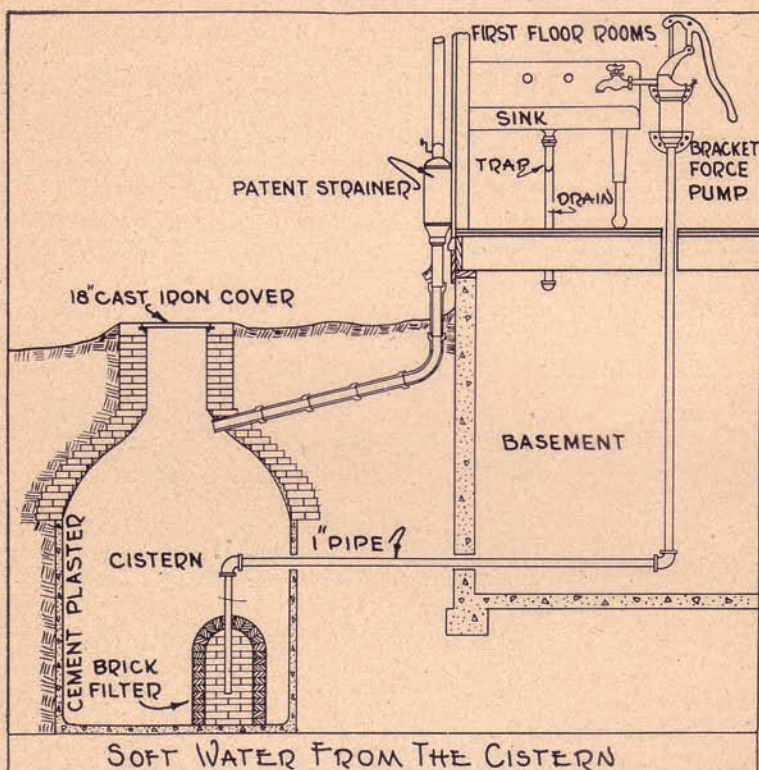 FIRST FLOOR ROOMS
SINK
PATENT STRAINER
TRAP
DRAIN
BRACKET
FORCE
PUMP
18" CAST IRON COVER
BASEMENT
1" PIPE
CISTERN
CEMENT PLASTER
BRICK
FILTER
SOFT WATER FROM THE CISTERN